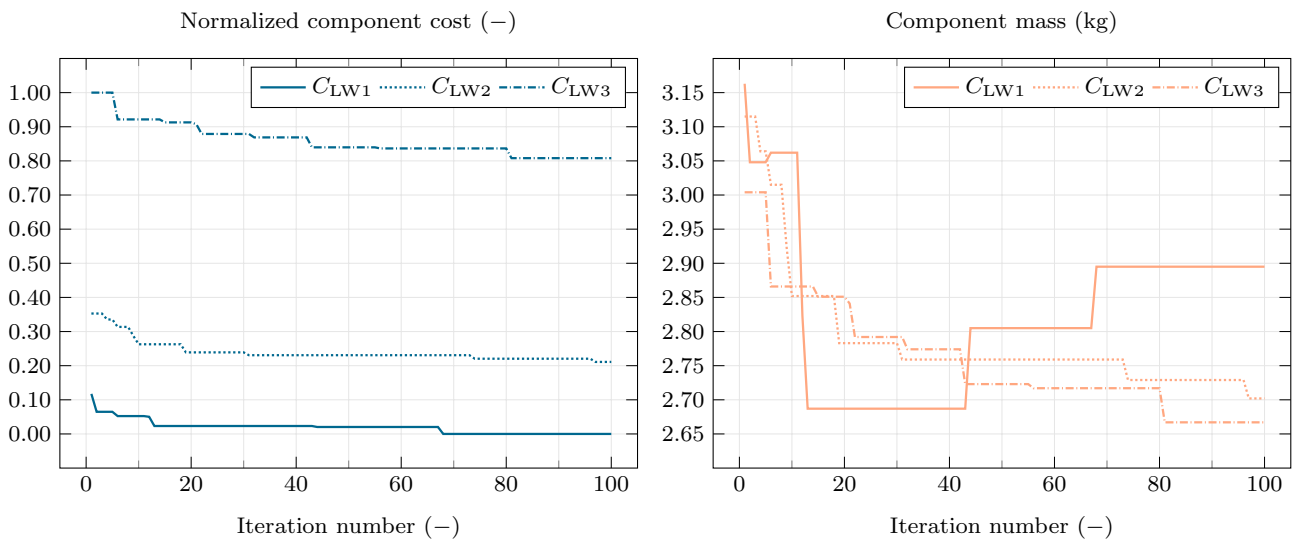 Normalized component cost (−)
C_LW1 C_LW2 C_LW3
1.00
0.90
0.80
0.70
0.60
0.50
0.40
0.30
0.20
0.10
0.00
0 20 40 60 80 100
Iteration number (−)
Component mass (kg)
C_LW1 C_LW2 C_LW3
3.15
3.10
3.05
3.00
2.95
2.90
2.85
2.80
2.75
2.70
2.65
0 20 40 60 80 100
Iteration number (−)